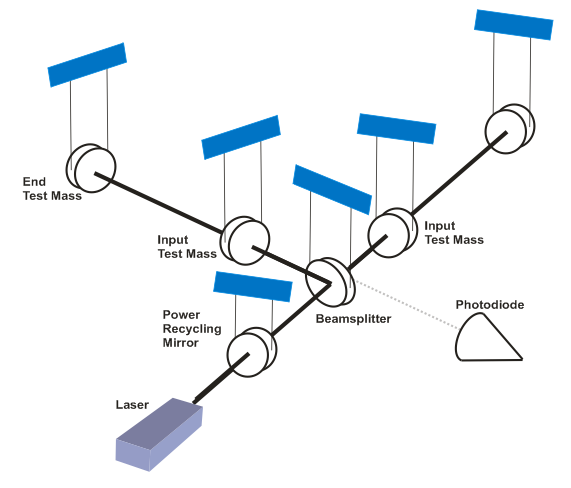 End
Test Mass
Input
Test Mass
Input
Test Mass
Power
Recycling
Mirror
Beamsplitter
Photodiode
Laser